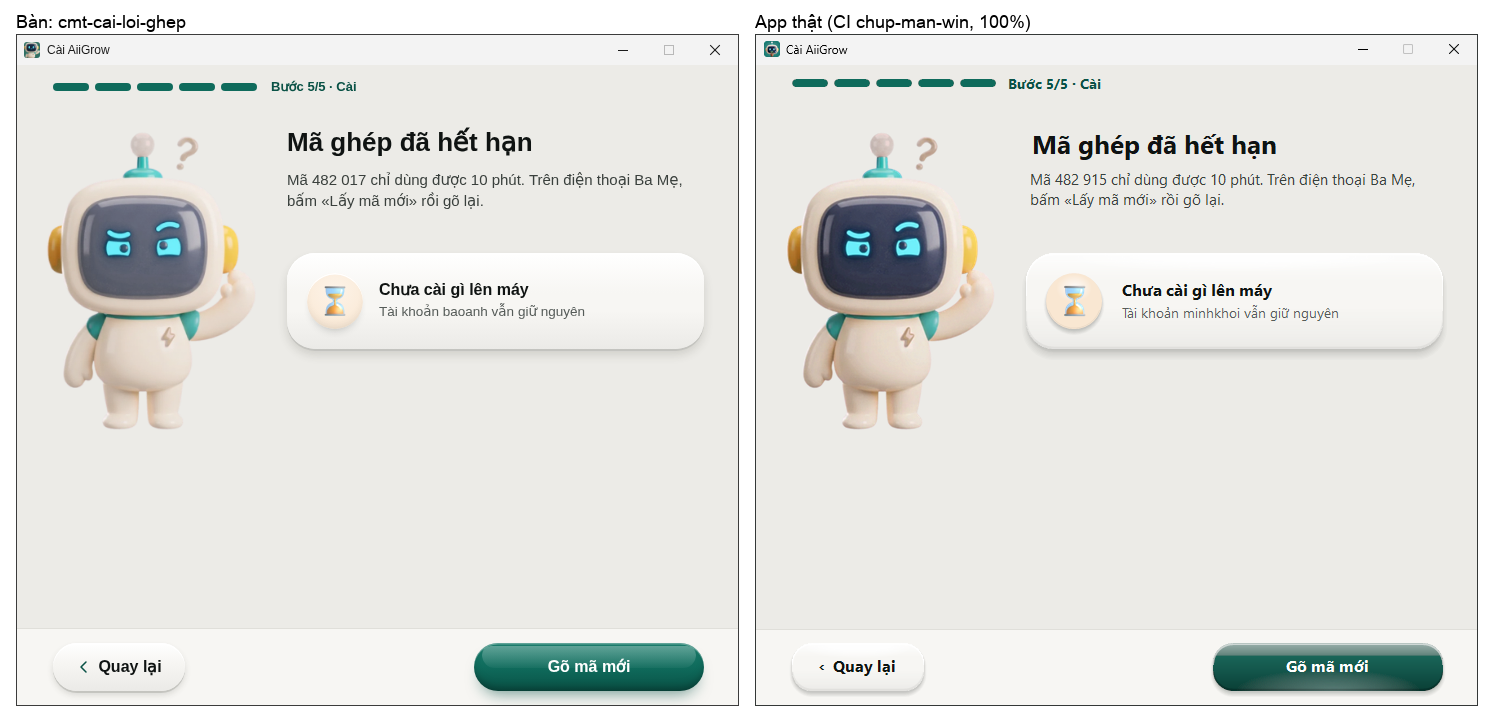 Bàn: cmt-cai-loi-ghep
Cài AiiGrow
Bước 5/5 · Cài
Mã ghép đã hết hạn
Mã 482 017 chỉ dùng được 10 phút. Trên điện thoại Ba Mẹ,
bấm «Lấy mã mới» rồi gõ lại.
Chưa cài gì lên máy
Tài khoản baoanh vẫn giữ nguyên
Quay lại
Gõ mã mới
App thật (CI chup-man-win, 100%)
Cài AiiGrow
Bước 5/5 · Cài
Mã ghép đã hết hạn
Mã 482 915 chỉ dùng được 10 phút. Trên điện thoại Ba Mẹ,
bấm «Lấy mã mới» rồi gõ lại.
Chưa cài gì lên máy
Tài khoản minhkhoi vẫn giữ nguyên
Quay lại
Gõ mã mới